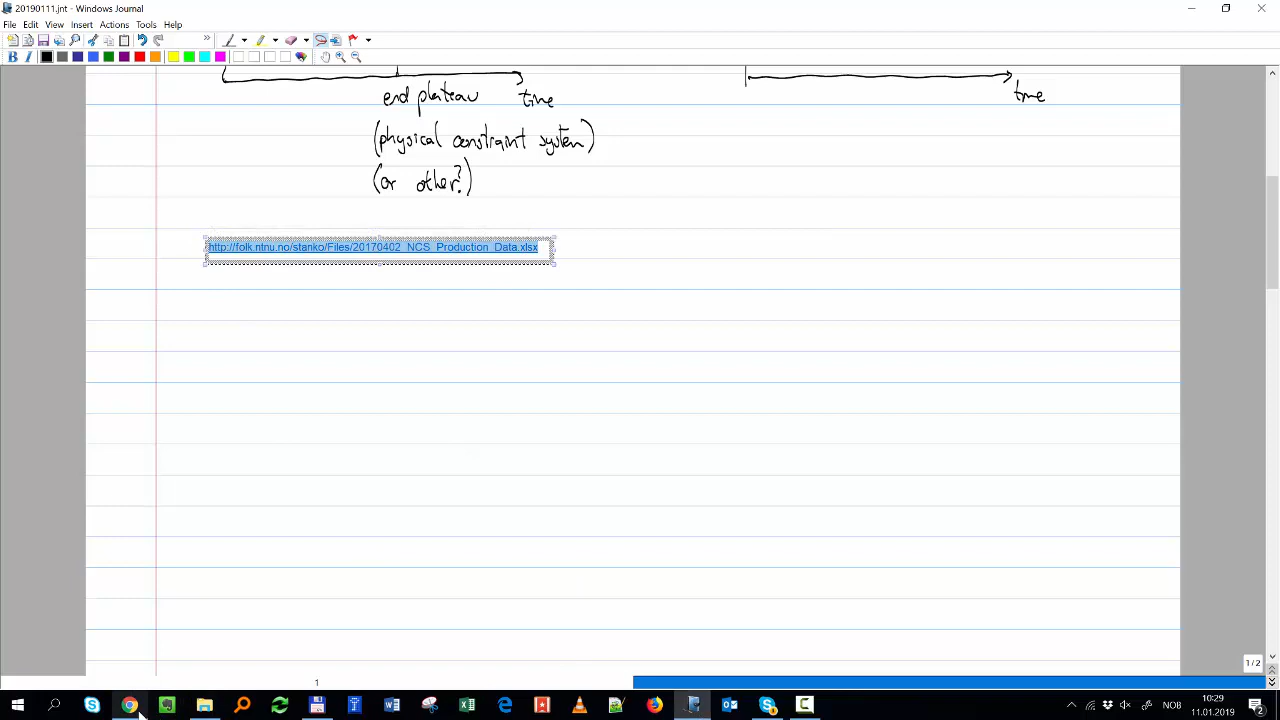 20190111.jnt - Windows Journal
File Edit View Insert Actions Tools Help
B I
end plateau time
time
(physical constraint system)
(or other?)
http://folk.ntnu.no/stanko/Files/20170402_NCS_Production_Data.xlsx
1/2
1
NOB
10:29
11.01.2019
2